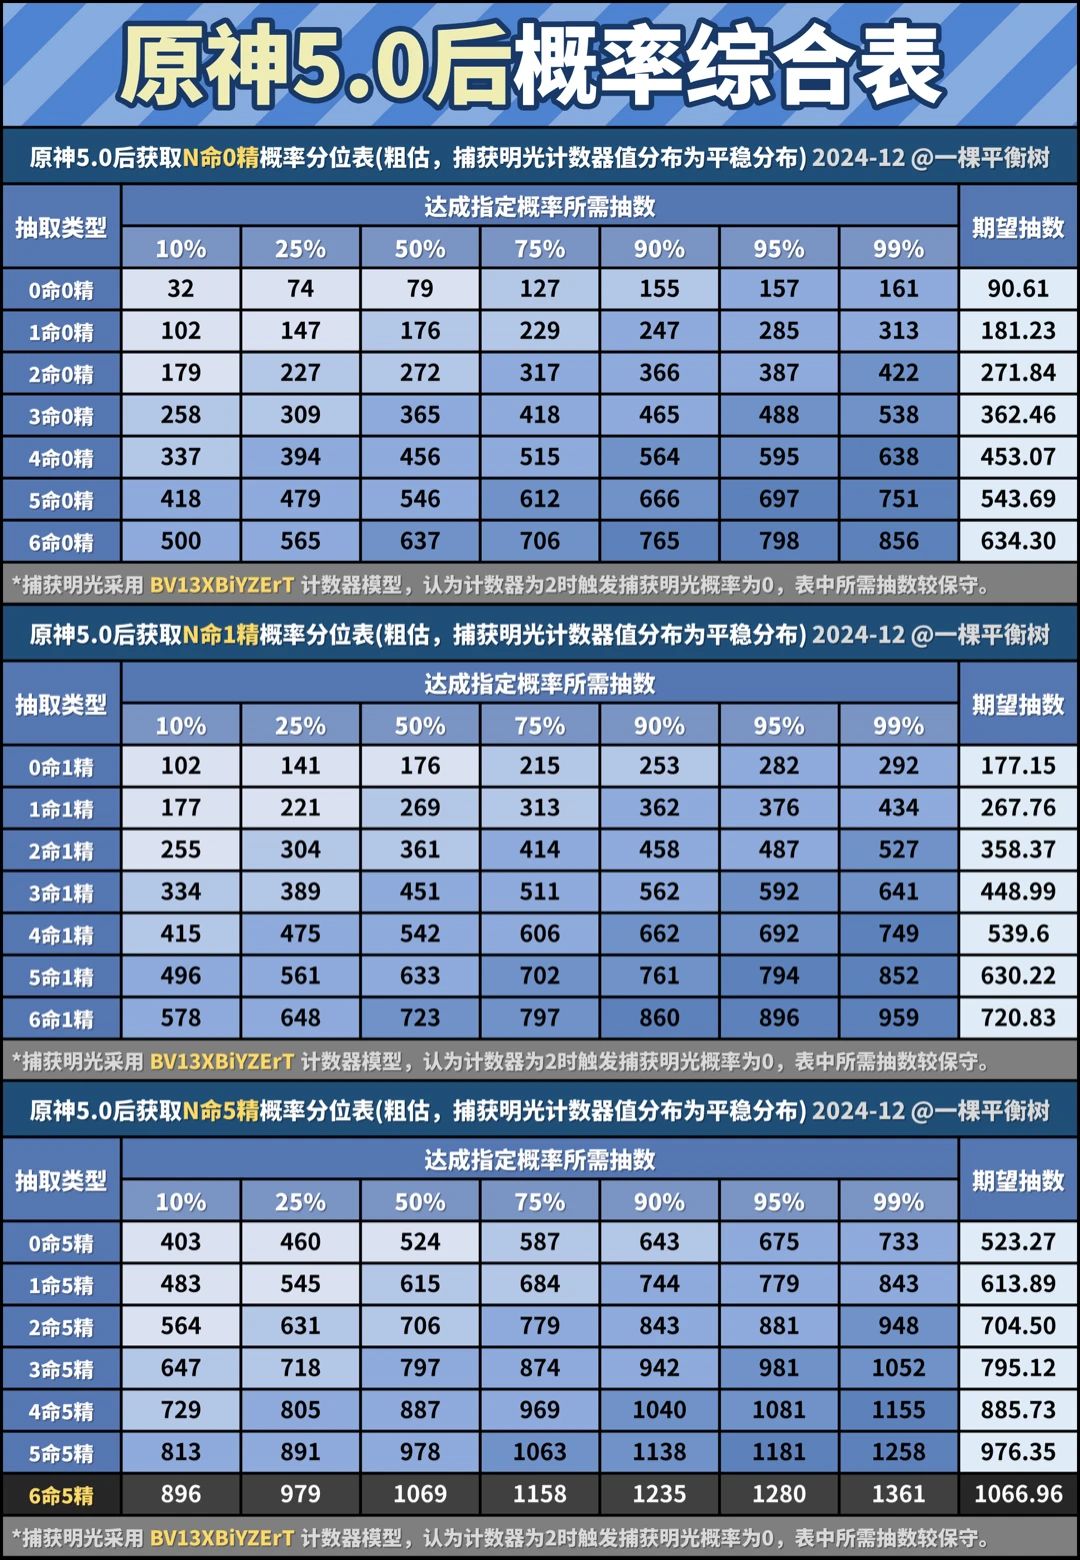 原神5.0后概率综合表
原神5.0后获取N命0精概率分位表(粗估，捕获明光计数器值分布为平稳分布) 2024-12 @一棵平衡树
抽取类型 达成指定概率所需抽数 期望抽数
10% 25% 50% 75% 90% 95% 99%
0命0精 32 74 79 127 155 157 161 90.61
1命0精 102 147 176 229 247 285 313 181.23
2命0精 179 227 272 317 366 387 422 271.84
3命0精 258 309 365 418 465 488 538 362.46
4命0精 337 394 456 515 564 595 638 453.07
5命0精 418 479 546 612 666 697 751 543.69
6命0精 500 565 637 706 765 798 856 634.30
*捕获明光采用 BV13XBiYZErT 计数器模型，认为计数器为2时触发捕获明光概率为0，表中所需抽数较保守。
原神5.0后获取N命1精概率分位表(粗估，捕获明光计数器值分布为平稳分布) 2024-12 @一棵平衡树
抽取类型 达成指定概率所需抽数 期望抽数
10% 25% 50% 75% 90% 95% 99%
0命1精 102 141 176 215 253 282 292 177.15
1命1精 177 221 269 313 362 376 434 267.76
2命1精 255 304 361 414 458 487 527 358.37
3命1精 334 389 451 511 562 592 641 448.99
4命1精 415 475 542 606 662 692 749 539.6
5命1精 496 561 633 702 761 794 852 630.22
6命1精 578 648 723 797 860 896 959 720.83
*捕获明光采用 BV13XBiYZErT 计数器模型，认为计数器为2时触发捕获明光概率为0，表中所需抽数较保守。
原神5.0后获取N命5精概率分位表(粗估，捕获明光计数器值分布为平稳分布) 2024-12 @一棵平衡树
抽取类型 达成指定概率所需抽数 期望抽数
10% 25% 50% 75% 90% 95% 99%
0命5精 403 460 524 587 643 675 733 523.27
1命5精 483 545 615 684 744 779 843 613.89
2命5精 564 631 706 779 843 881 948 704.50
3命5精 647 718 797 874 942 981 1052 795.12
4命5精 729 805 887 969 1040 1081 1155 885.73
5命5精 813 891 978 1063 1138 1181 1258 976.35
6命5精 896 979 1069 1158 1235 1280 1361 1066.96
*捕获明光采用 BV13XBiYZErT 计数器模型，认为计数器为2时触发捕获明光概率为0，表中所需抽数较保守。